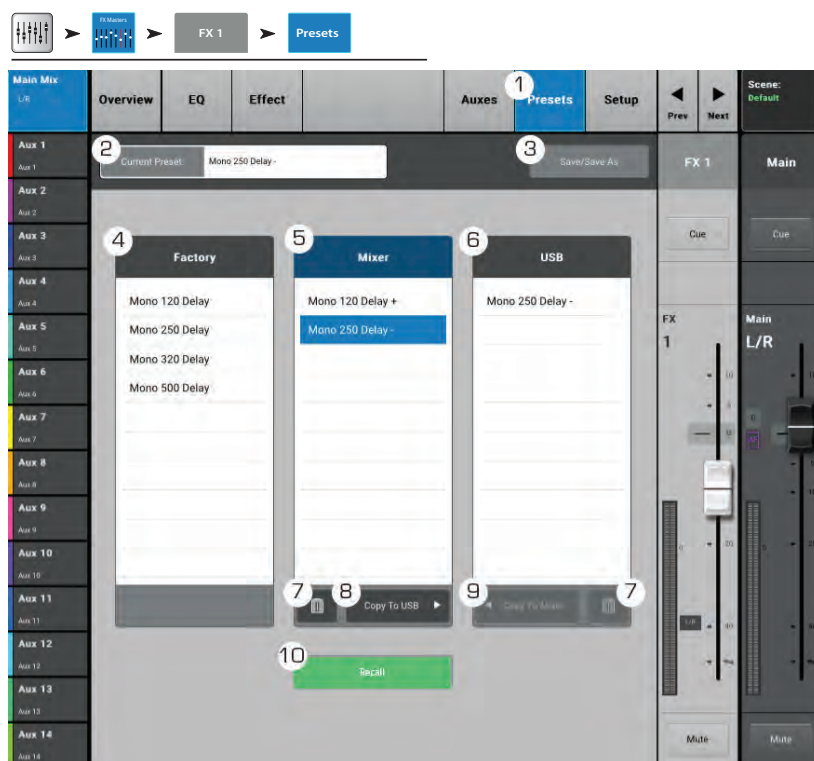 FX Masters
FX 1
Presets
Main Mix
L/R
Overview
EQ
Effect
Auxes
1
Presets
Setup
Prev
Next
Scene:
Default
2
Current Preset:
Mono 250 Delay -
3
Save/Save As
FX 1
Main
Aux 1
Aux 1
Aux 2
Aux 2
Aux 3
Aux 3
Aux 4
Aux 4
Aux 5
Aux 5
Aux 6
Aux 6
Aux 7
Aux 7
Aux 8
Aux 8
Aux 9
Aux 9
Aux 10
Aux 10
Aux 11
Aux 11
Aux 12
Aux 12
Aux 13
Aux 13
Aux 14
Aux 14
4
Factory
Mono 120 Delay
Mono 250 Delay
Mono 320 Delay
Mono 500 Delay
5
Mixer
Mono 120 Delay +
Mono 250 Delay -
6
USB
Mono 250 Delay -
7
8
Copy To USB
9
Copy To Mixer
7
10
Recall
Cue
Cue
FX
1
10
5
U
20
40
L/R
Main
L/R
AF
Mute
Mute